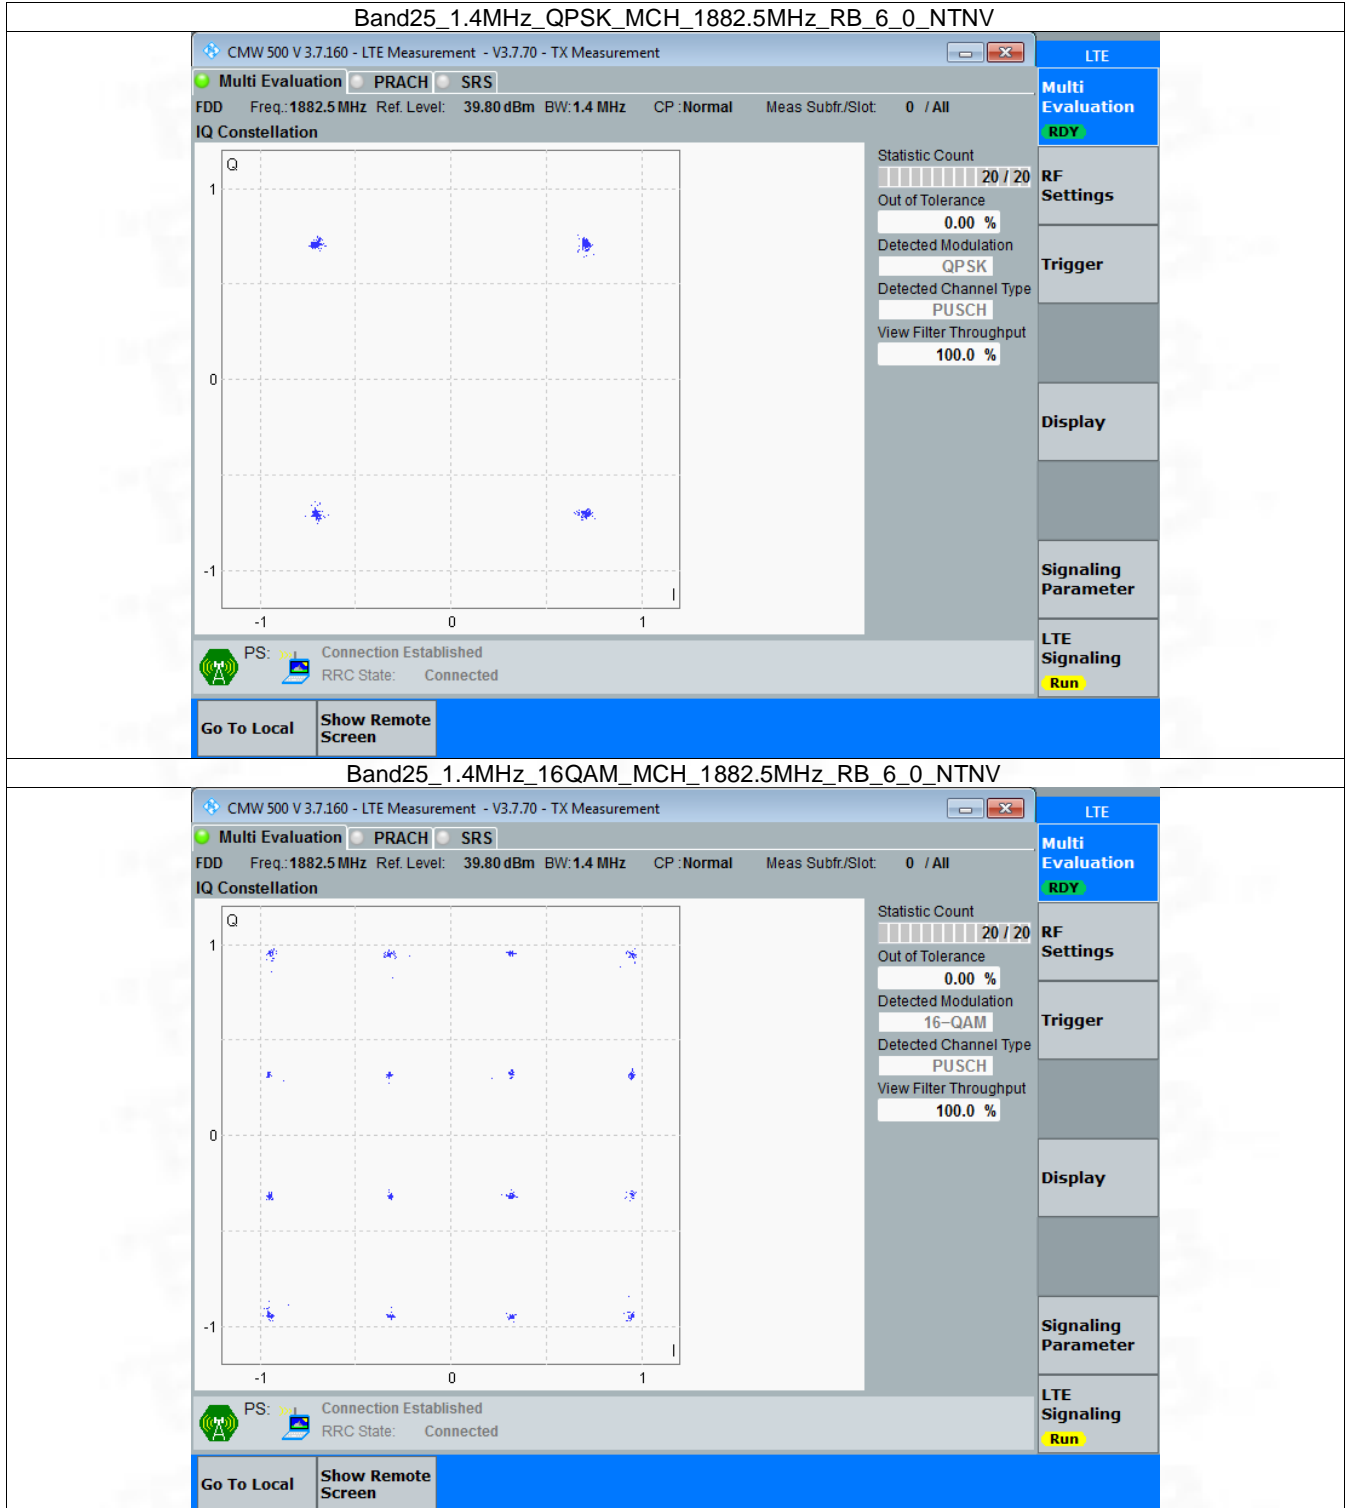 Band25_1.4MHz_QPSK_MCH_1882.5MHz_RB_6_0_NTNV
CMW 500 V 3.7.160 - LTE Measurement - V3.7.70 - TX Measurement
LTE
Multi Evaluation PRACH SRS
Multi
Evaluation
RDY
FDD Freq.: 1882.5 MHz Ref. Level: 39.80 dBm BW: 1.4 MHz CP : Normal Meas Subfr./Slot: 0 / All
IQ Constellation
Q
1
0
-1
I
-1 0 1
Statistic Count
20 / 20
Out of Tolerance
0.00 %
Detected Modulation
QPSK
Detected Channel Type
PUSCH
View Filter Throughput
100.0 %
RF
Settings
Trigger
Display
Signaling
Parameter
LTE
Signaling
Run
PS: Connection Established
RRC State: Connected
Go To Local
Show Remote
Screen
Band25_1.4MHz_16QAM_MCH_1882.5MHz_RB_6_0_NTNV
CMW 500 V 3.7.160 - LTE Measurement - V3.7.70 - TX Measurement
LTE
Multi Evaluation PRACH SRS
Multi
Evaluation
RDY
FDD Freq.: 1882.5 MHz Ref. Level: 39.80 dBm BW: 1.4 MHz CP : Normal Meas Subfr./Slot: 0 / All
IQ Constellation
Q
1
0
-1
I
-1 0 1
Statistic Count
20 / 20
Out of Tolerance
0.00 %
Detected Modulation
16-QAM
Detected Channel Type
PUSCH
View Filter Throughput
100.0 %
RF
Settings
Trigger
Display
Signaling
Parameter
LTE
Signaling
Run
PS: Connection Established
RRC State: Connected
Go To Local
Show Remote
Screen